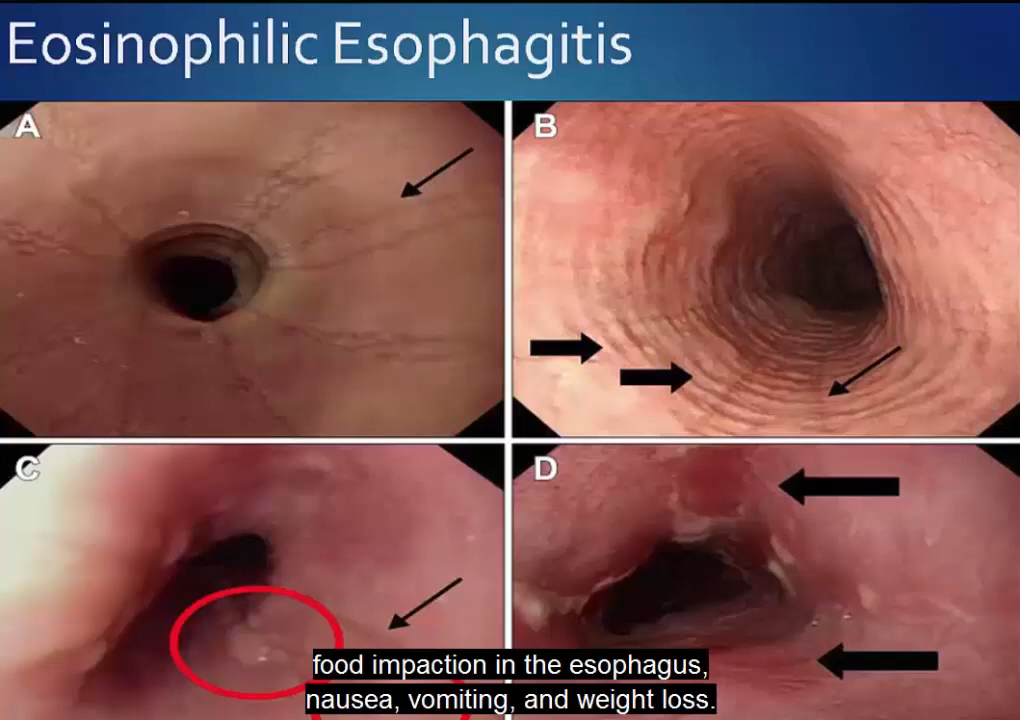 Eosinophilic Esophagitis
A
B
C
D
food impaction in the esophagus,
nausea, vomiting, and weight loss.